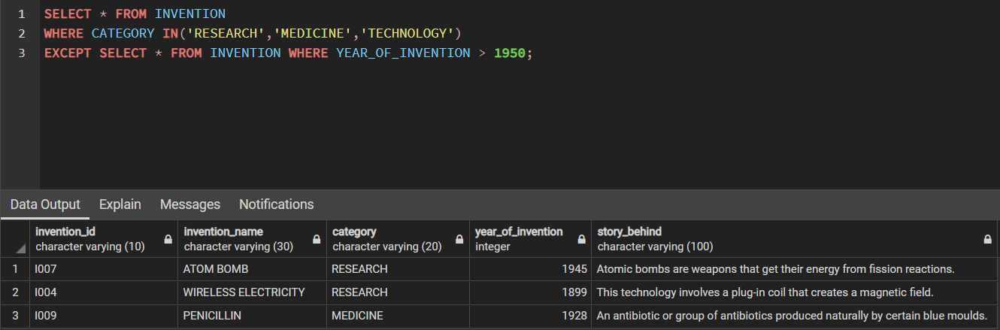 1 SELECT * FROM INVENTION
2 WHERE CATEGORY IN('RESEARCH','MEDICINE','TECHNOLOGY')
3 EXCEPT SELECT * FROM INVENTION WHERE YEAR_OF_INVENTION > 1950;
Data Output Explain Messages Notifications
invention_id invention_name category year_of_invention story_behind
character varying (10) character varying (30) character varying (20) integer character varying (100)
1 I007 ATOM BOMB RESEARCH 1945 Atomic bombs are weapons that get their energy from fission reactions.
2 I004 WIRELESS ELECTRICITY RESEARCH 1899 This technology involves a plug-in coil that creates a magnetic field.
3 I009 PENICILLIN MEDICINE 1928 An antibiotic or group of antibiotics produced naturally by certain blue moulds.